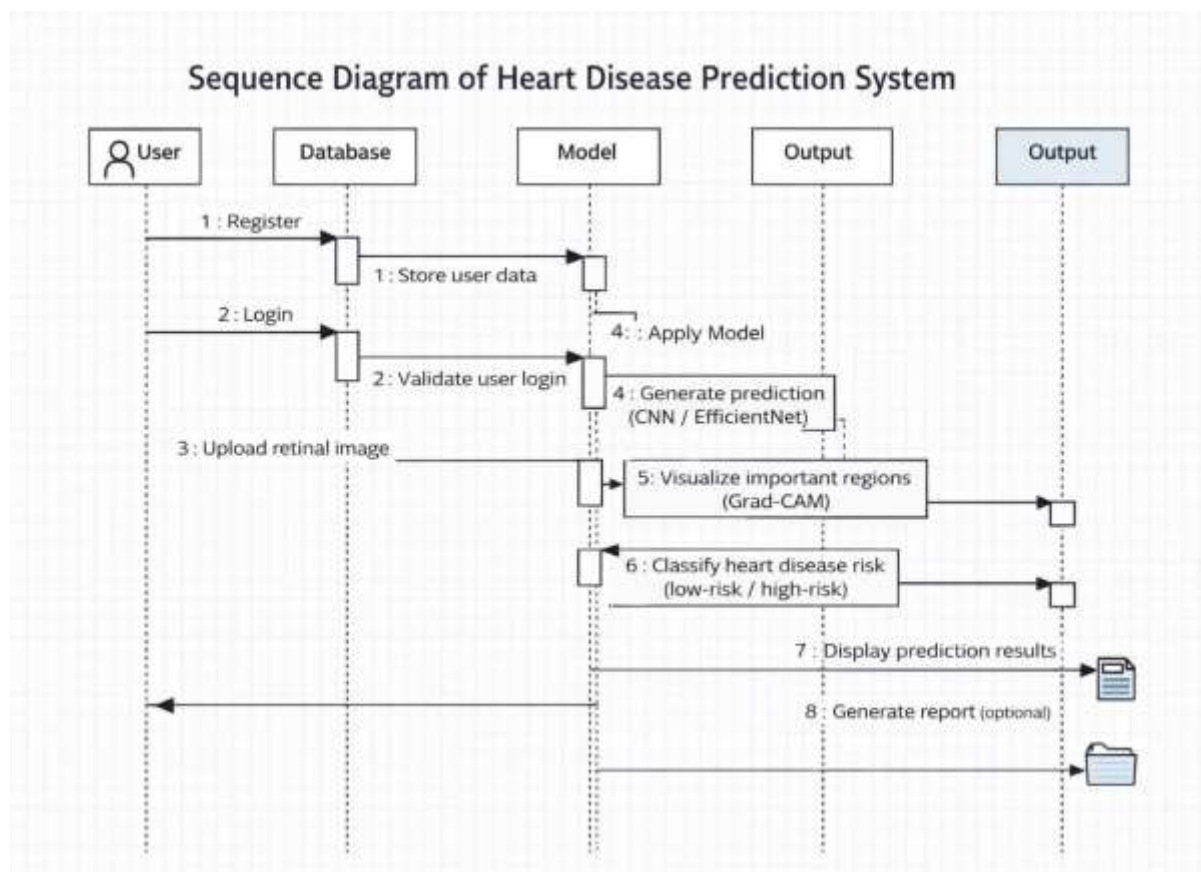 Sequence Diagram of Heart Disease Prediction System
User
Database
Model
Output
Output
1 : Register
1 : Store user data
2 : Login
4: : Apply Model
2 : Validate user login
4 : Generate prediction
(CNN / EfficientNet)
3 : Upload retinal image
5: Visualize important regions
(Grad-CAM)
6 : Classify heart disease risk
(low-risk / high-risk)
7 : Display prediction results
8 : Generate report (optional)